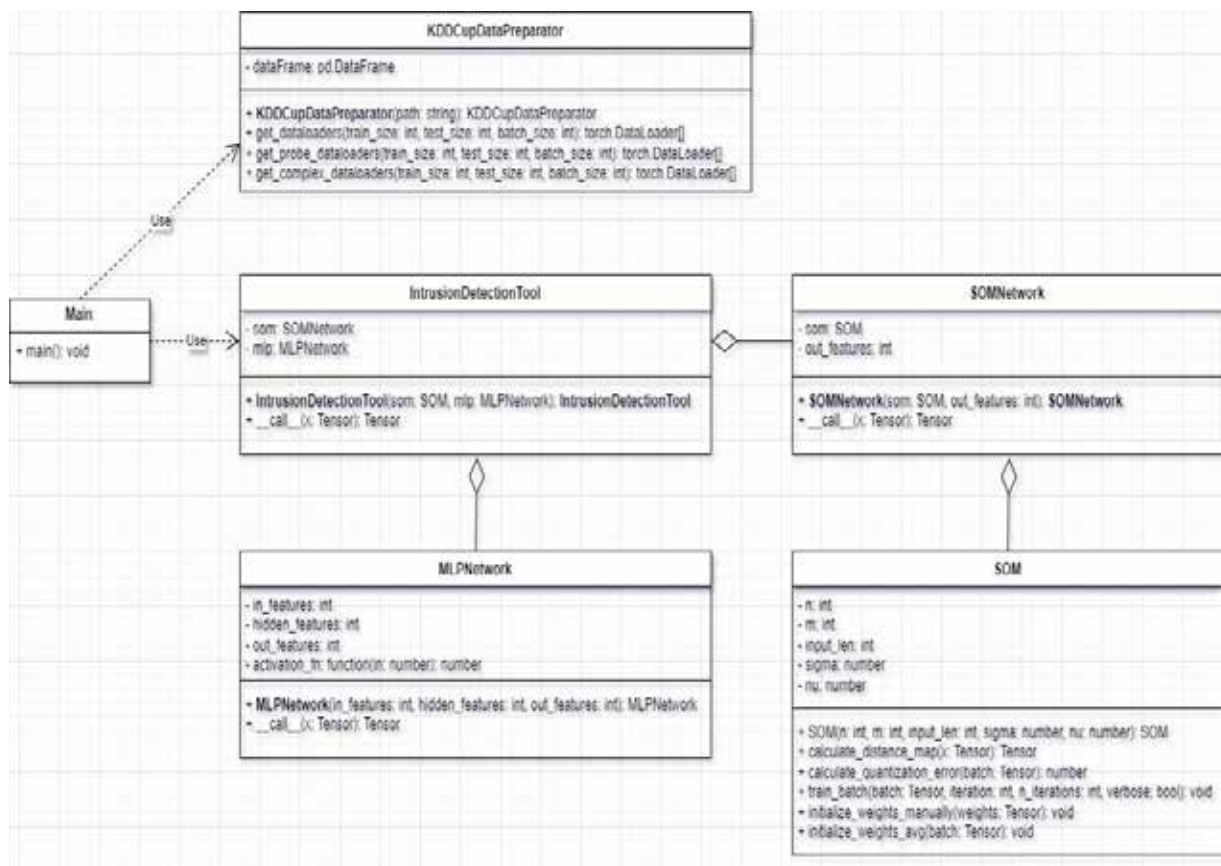 KDDCupDataPreparator
- dataFrame: pd.DataFrame
+ KDDCupDataPreparator(path: string): KDDCupDataPreparator
+ get_dataloaders(train_size: int, test_size: int, batch_size: int): torch.DataLoader[]
+ get_probe_dataloaders(train_size: int, test_size: int, batch_size: int): torch.DataLoader[]
+ get_complex_dataloaders(train_size: int, test_size: int, batch_size: int): torch.DataLoader[]
Use
Main
+ main(): void
Use
IntrusionDetectionTool
- som: SOMNetwork
- mlp: MLPNetwork
+ IntrusionDetectionTool(som: SOM, mlp: MLPNetwork): IntrusionDetectionTool
+ __call__(x: Tensor): Tensor
SOMNetwork
- som: SOM
- out_features: int
+ SOMNetwork(som: SOM, out_features: int): SOMNetwork
+ __call__(x: Tensor): Tensor
MLPNetwork
- in_features: int
- hidden_features: int
- out_features: int
- activation_fn: function(in: number): number
+ MLPNetwork(in_features: int, hidden_features: int, out_features: int): MLPNetwork
+ __call__(x: Tensor): Tensor
SOM
- n: int
- m: int
- input_len: int
- sigma: number
- nu: number
+ SOM(n: int, m: int, input_len: int, sigma: number, nu: number): SOM
+ calculate_distance_map(x: Tensor): Tensor
+ calculate_quantization_error(batch: Tensor): number
+ train_batch(batch: Tensor, iteration: int, n_iterations: int, verbose: bool): void
+ initialize_weights_manually(weights: Tensor): void
+ initialize_weights_avg(batch: Tensor): void